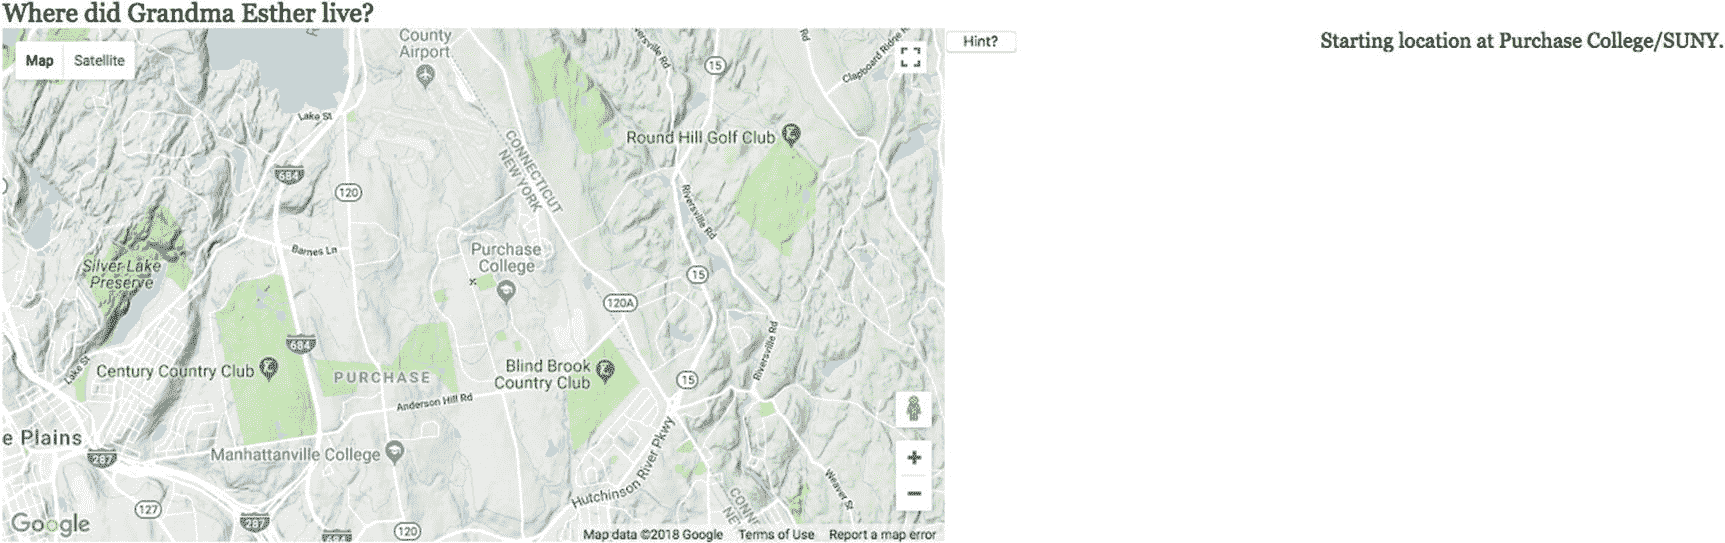 Where did Grandma Esther live?
Hint?
Starting location at Purchase College/SUNY.
Map
Satellite
County
Airport
15
Clapboard Ridge R
Lake St
CONNECTICUT
NEW YORK
Round Hill Golf Club
684
120
Riversville Rd
Barnes Ln
Purchase
College
Silver Lake
Preserve
15
120A
684
Riversville Rd
Lake St
Century Country Club
PURCHASE
Blind Brook
Country Club
15
Anderson Hill Rd
e Plains
287
Manhattanville College
Hutchinson River Pkwy
Weaver St
127
287
684
120
Google
Map data ©2018 Google
Terms of Use
Report a map error